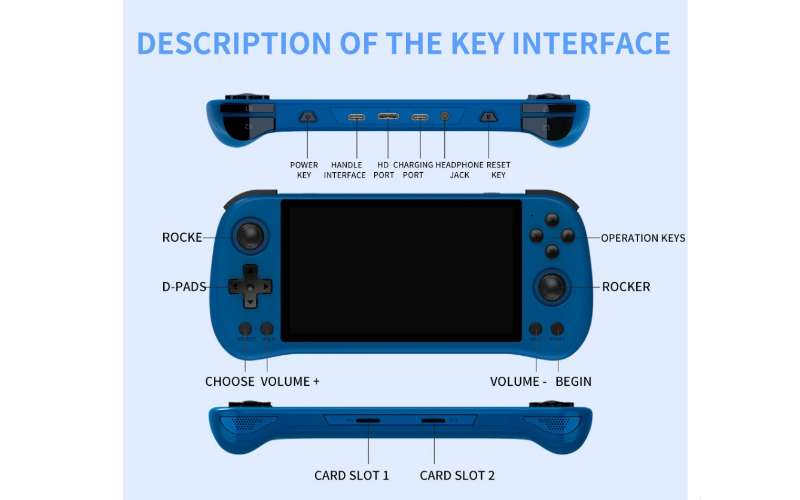 DESCRIPTION OF THE KEY INTERFACE
POWER
KEY
HANDLE
INTERFACE
HD
PORT
CHARGING
PORT
HEADPHONE
JACK
RESET
KEY
ROCKE
OPERATION KEYS
D-PADS
ROCKER
CHOOSE
VOLUME +
VOLUME -
BEGIN
CARD SLOT 1
CARD SLOT 2